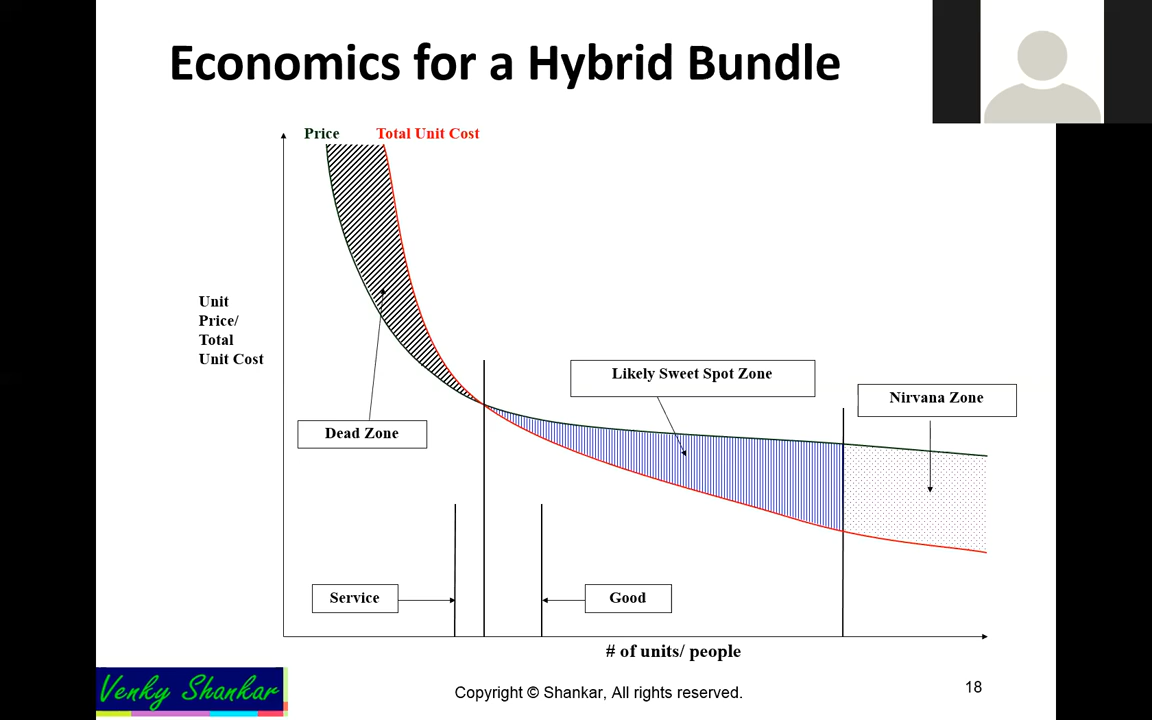 Economics for a Hybrid Bundle
Price
Total Unit Cost
Unit
Price/
Total
Unit Cost
Likely Sweet Spot Zone
Nirvana Zone
Dead Zone
Service
Good
# of units/ people
Venky Shankar
Copyright © Shankar, All rights reserved.
18